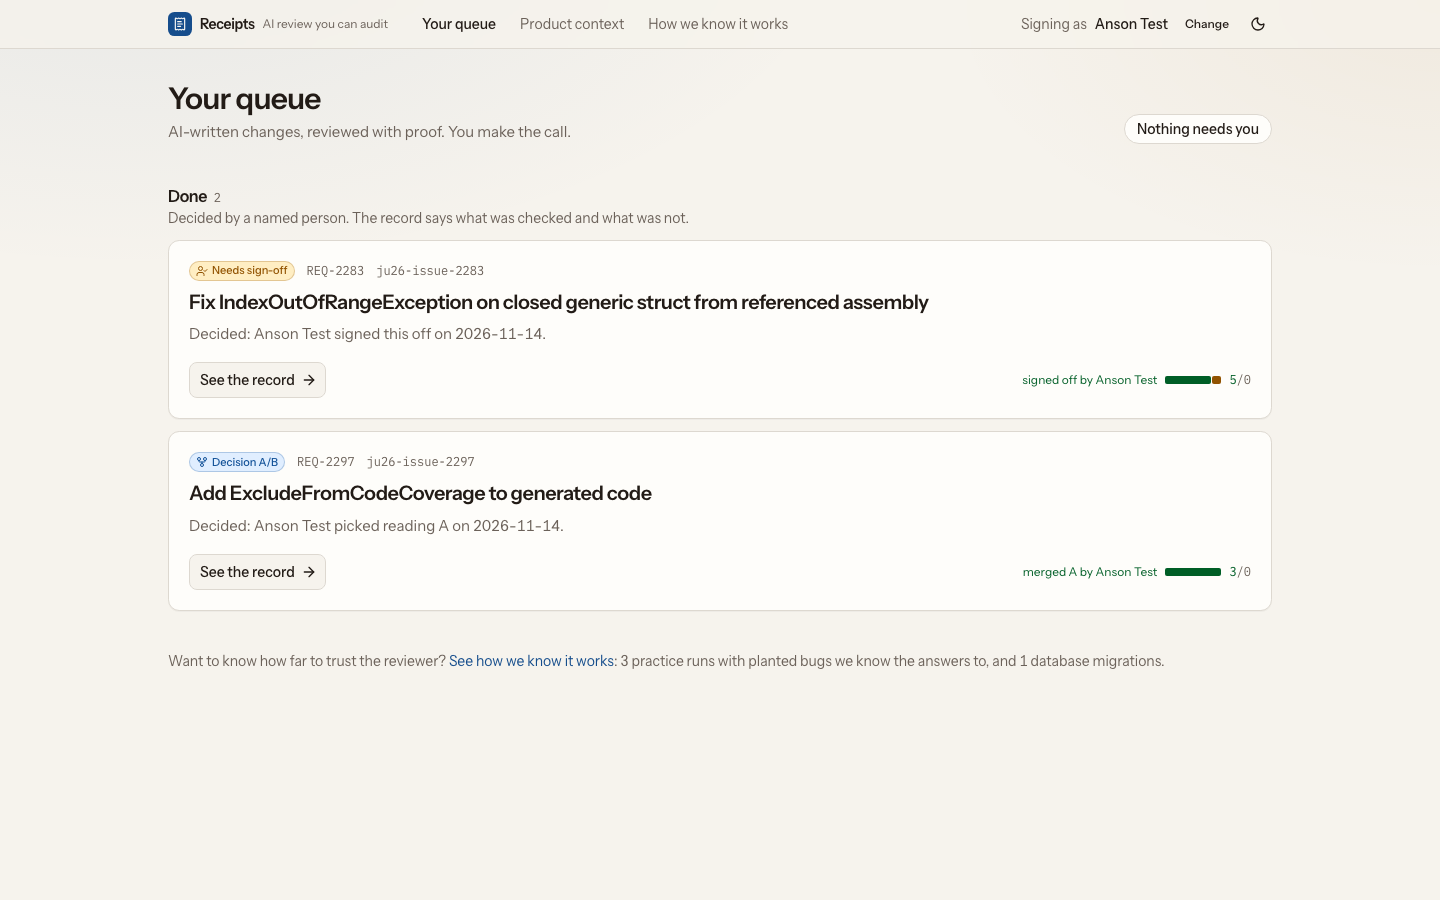 Receipts AI review you can audit Your queue Product context How we know it works Signing as Anson Test Change
Your queue
AI-written changes, reviewed with proof. You make the call.
Nothing needs you
Done 2
Decided by a named person. The record says what was checked and what was not.
Needs sign-off REQ-2283 ju26-issue-2283
Fix IndexOutOfRangeException on closed generic struct from referenced assembly
Decided: Anson Test signed this off on 2026-11-14.
See the record → signed off by Anson Test 5/0
Decision A/B REQ-2297 ju26-issue-2297
Add ExcludeFromCodeCoverage to generated code
Decided: Anson Test picked reading A on 2026-11-14.
See the record → merged A by Anson Test 3/0
Want to know how far to trust the reviewer? See how we know it works: 3 practice runs with planted bugs we know the answers to, and 1 database migrations.